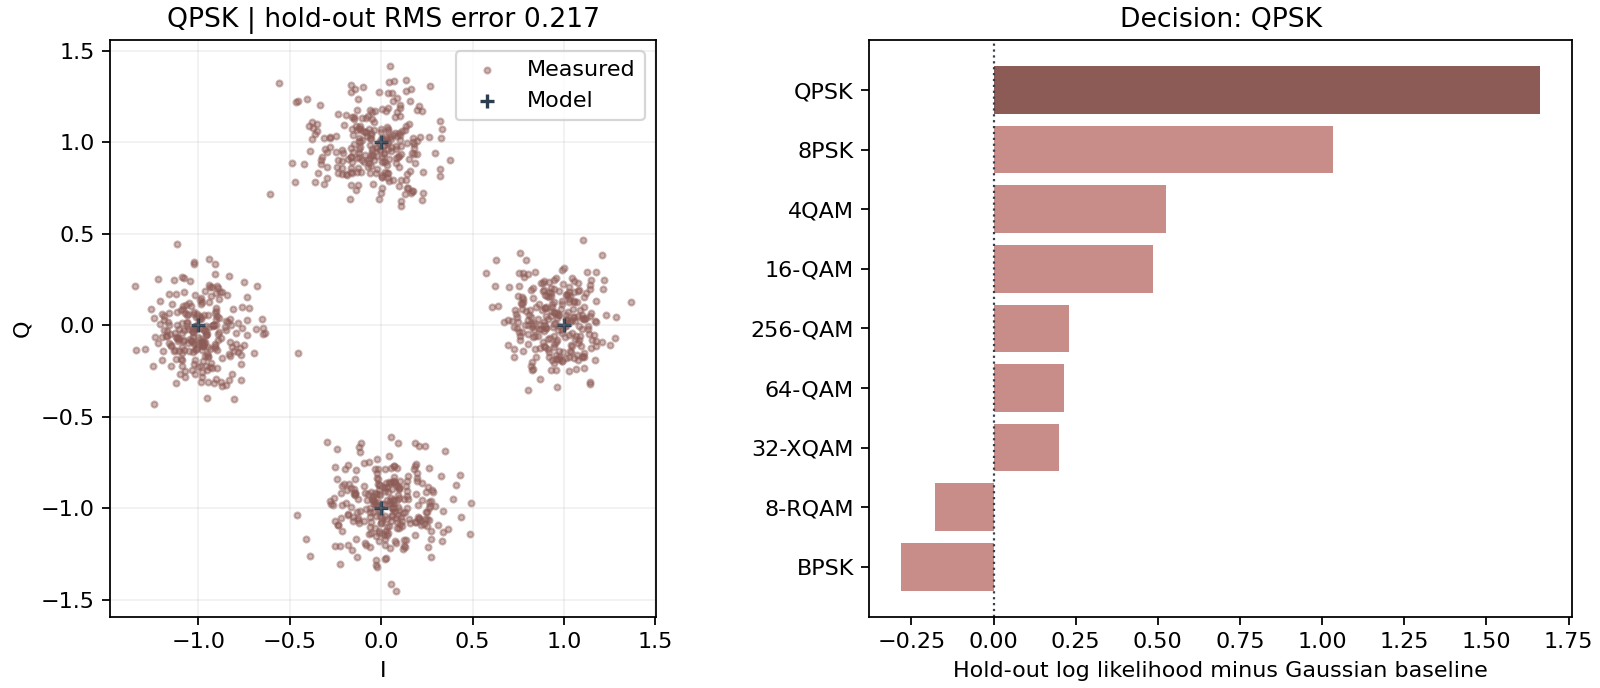 QPSK | hold-out RMS error 0.217
Measured
Model
1.5
1.0
0.5
0.0
−0.5
−1.0
−1.5
Q
−1.0
−0.5
0.0
0.5
1.0
1.5
I
Decision: QPSK
QPSK
8PSK
4QAM
16-QAM
256-QAM
64-QAM
32-XQAM
8-RQAM
BPSK
−0.25
0.00
0.25
0.50
0.75
1.00
1.25
1.50
1.75
Hold-out log likelihood minus Gaussian baseline